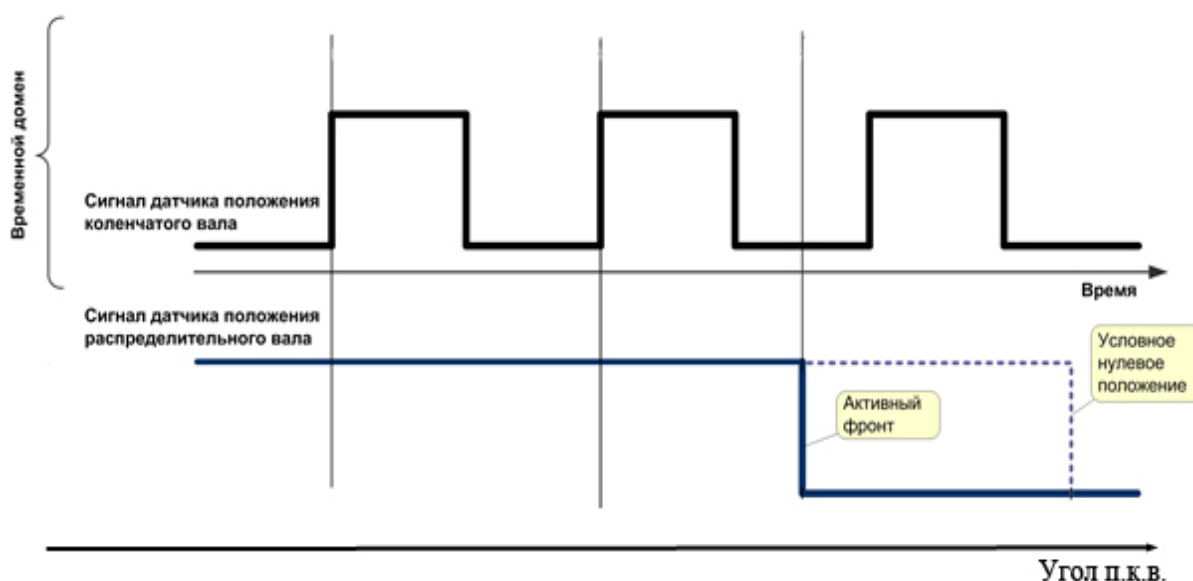 Временной домен
Сигнал датчика положения
коленчатого вала
Время
Сигнал датчика положения
распределительного вала
Условное
нулевое
положение
Активный
фронт
Угол п.к.в.